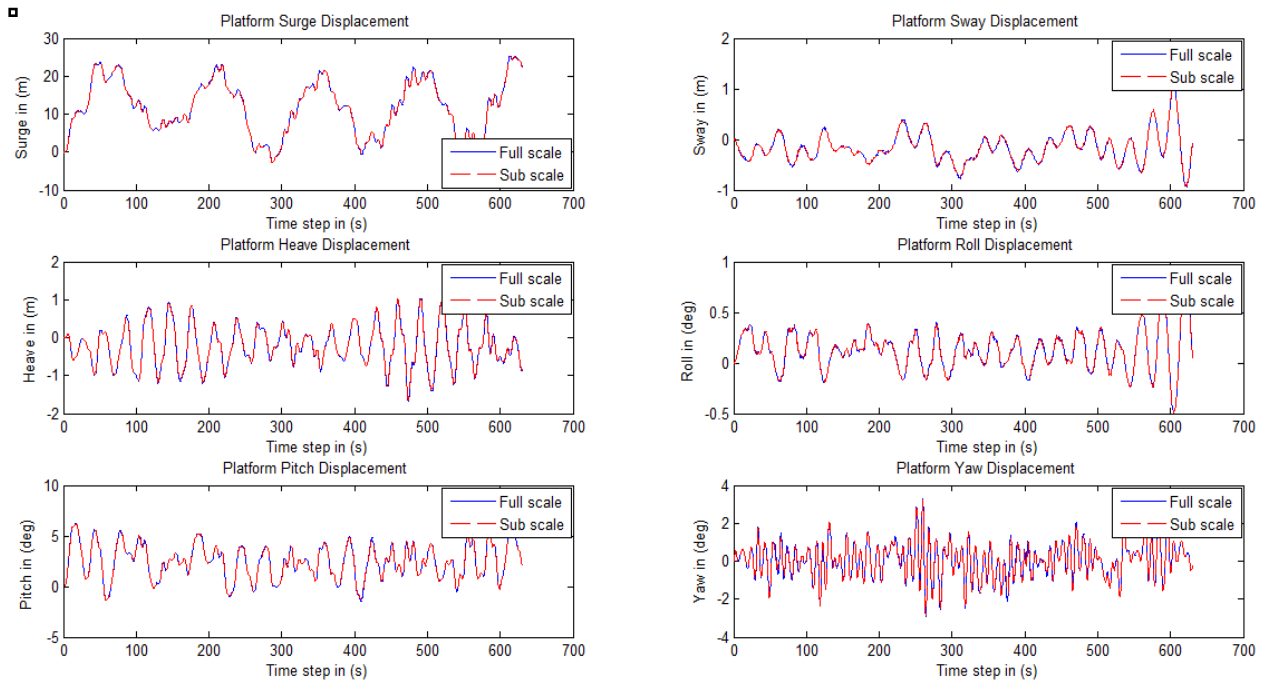 Platform Surge Displacement
30
20
10
0
-10
Surge in (m)
Full scale
Sub scale
0 100 200 300 400 500 600 700
Time step in (s)
Platform Sway Displacement
2
1
0
-1
Sway in (m)
Full scale
Sub scale
0 100 200 300 400 500 600 700
Time step in (s)
Platform Heave Displacement
2
1
0
-1
-2
Heave in (m)
Full scale
Sub scale
0 100 200 300 400 500 600 700
Time step in (s)
Platform Roll Displacement
1
0.5
0
-0.5
Roll in (deg)
Full scale
Sub scale
0 100 200 300 400 500 600 700
Time step in (s)
Platform Pitch Displacement
10
5
0
-5
Pitch in (deg)
Full scale
Sub scale
0 100 200 300 400 500 600 700
Time step in (s)
Platform Yaw Displacement
4
2
0
-2
-4
Yaw in (deg)
Full scale
Sub scale
0 100 200 300 400 500 600 700
Time step in (s)